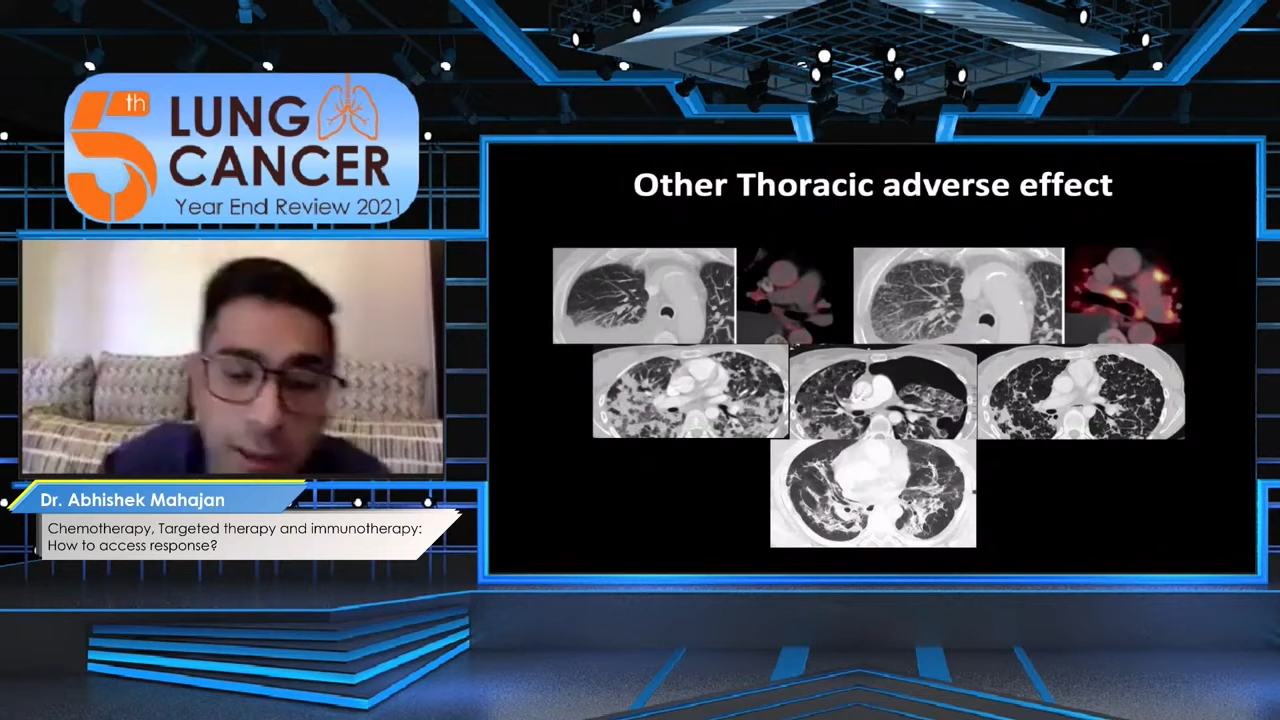 5th
LUNG
CANCER
Year End Review 2021
Other Thoracic adverse effect
Dr. Abhishek Mahajan
Chemotherapy, Targeted therapy and immunotherapy:
How to access response?